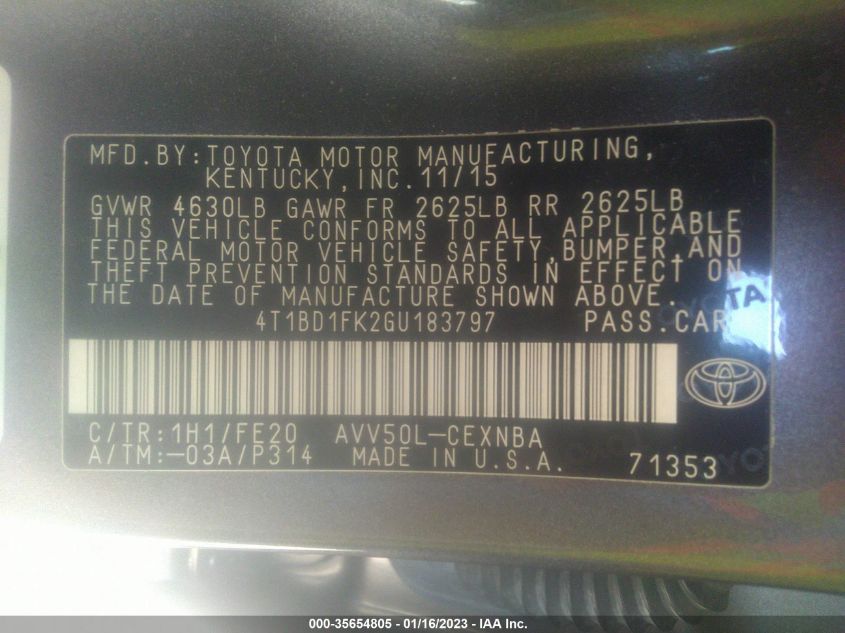 MFD.BY:TOYOTA MOTOR MANUFACTURING,
KENTUCKY,INC.11/15
GVWR 4630LB GAWR FR 2625LB RR 2625LB
THIS VEHICLE CONFORMS TO ALL APPLICABLE
FEDERAL MOTOR VEHICLE SAFETY,BUMPER,AND
THEFT PREVENTION STANDARDS IN EFFECT ON
THE DATE OF MANUFACTURE SHOWN ABOVE.
TOYOTA
4T1BD1FK2GU183797 PASS.CAR
C/TR:1H1/FE20 AVV50L-CEXNBA
A/TM:-03A/P314 MADE IN U.S.A. 71353
000-35654805 - 01/16/2023 - IAA Inc.